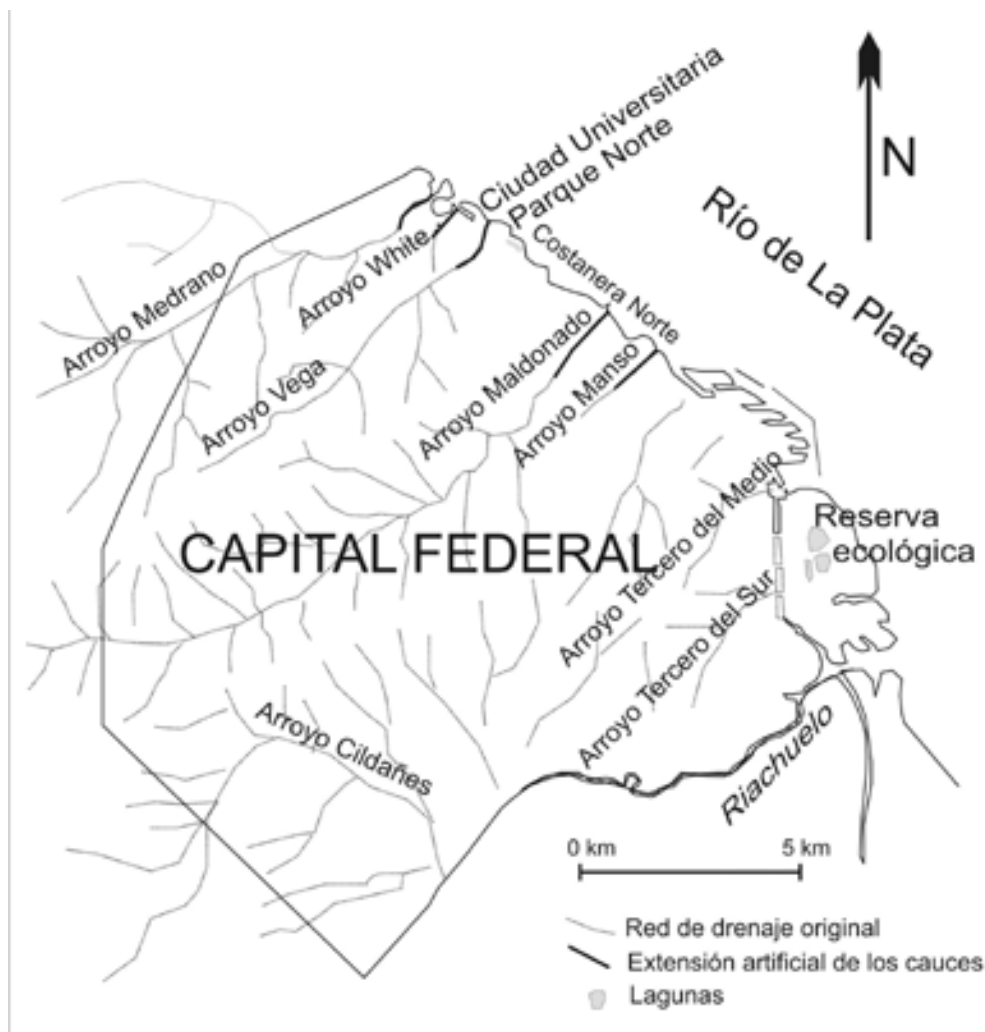 Ciudad Universitaria
Parque Norte
N
Río de La Plata
Costanera Norte
Arroyo White
Arroyo Medrano
Arroyo Vega
Arroyo Maldonado
Arroyo Manso
Arroyo Tercero del Medio
Reserva
ecológica
CAPITAL FEDERAL
Arroyo Tercero del Sur
Arroyo Cildañes
Riachuelo
0 km
5 km
Red de drenaje original
Extensión artificial de los cauces
Lagunas